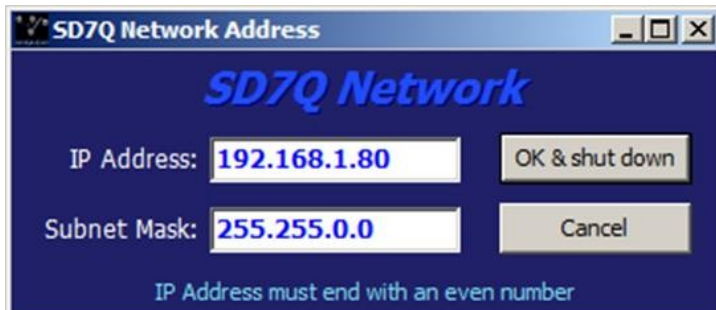 SD7Q Network Address
SD7Q Network
IP Address: 192.168.1.80 OK & shut down
Subnet Mask: 255.255.0.0 Cancel
IP Address must end with an even number